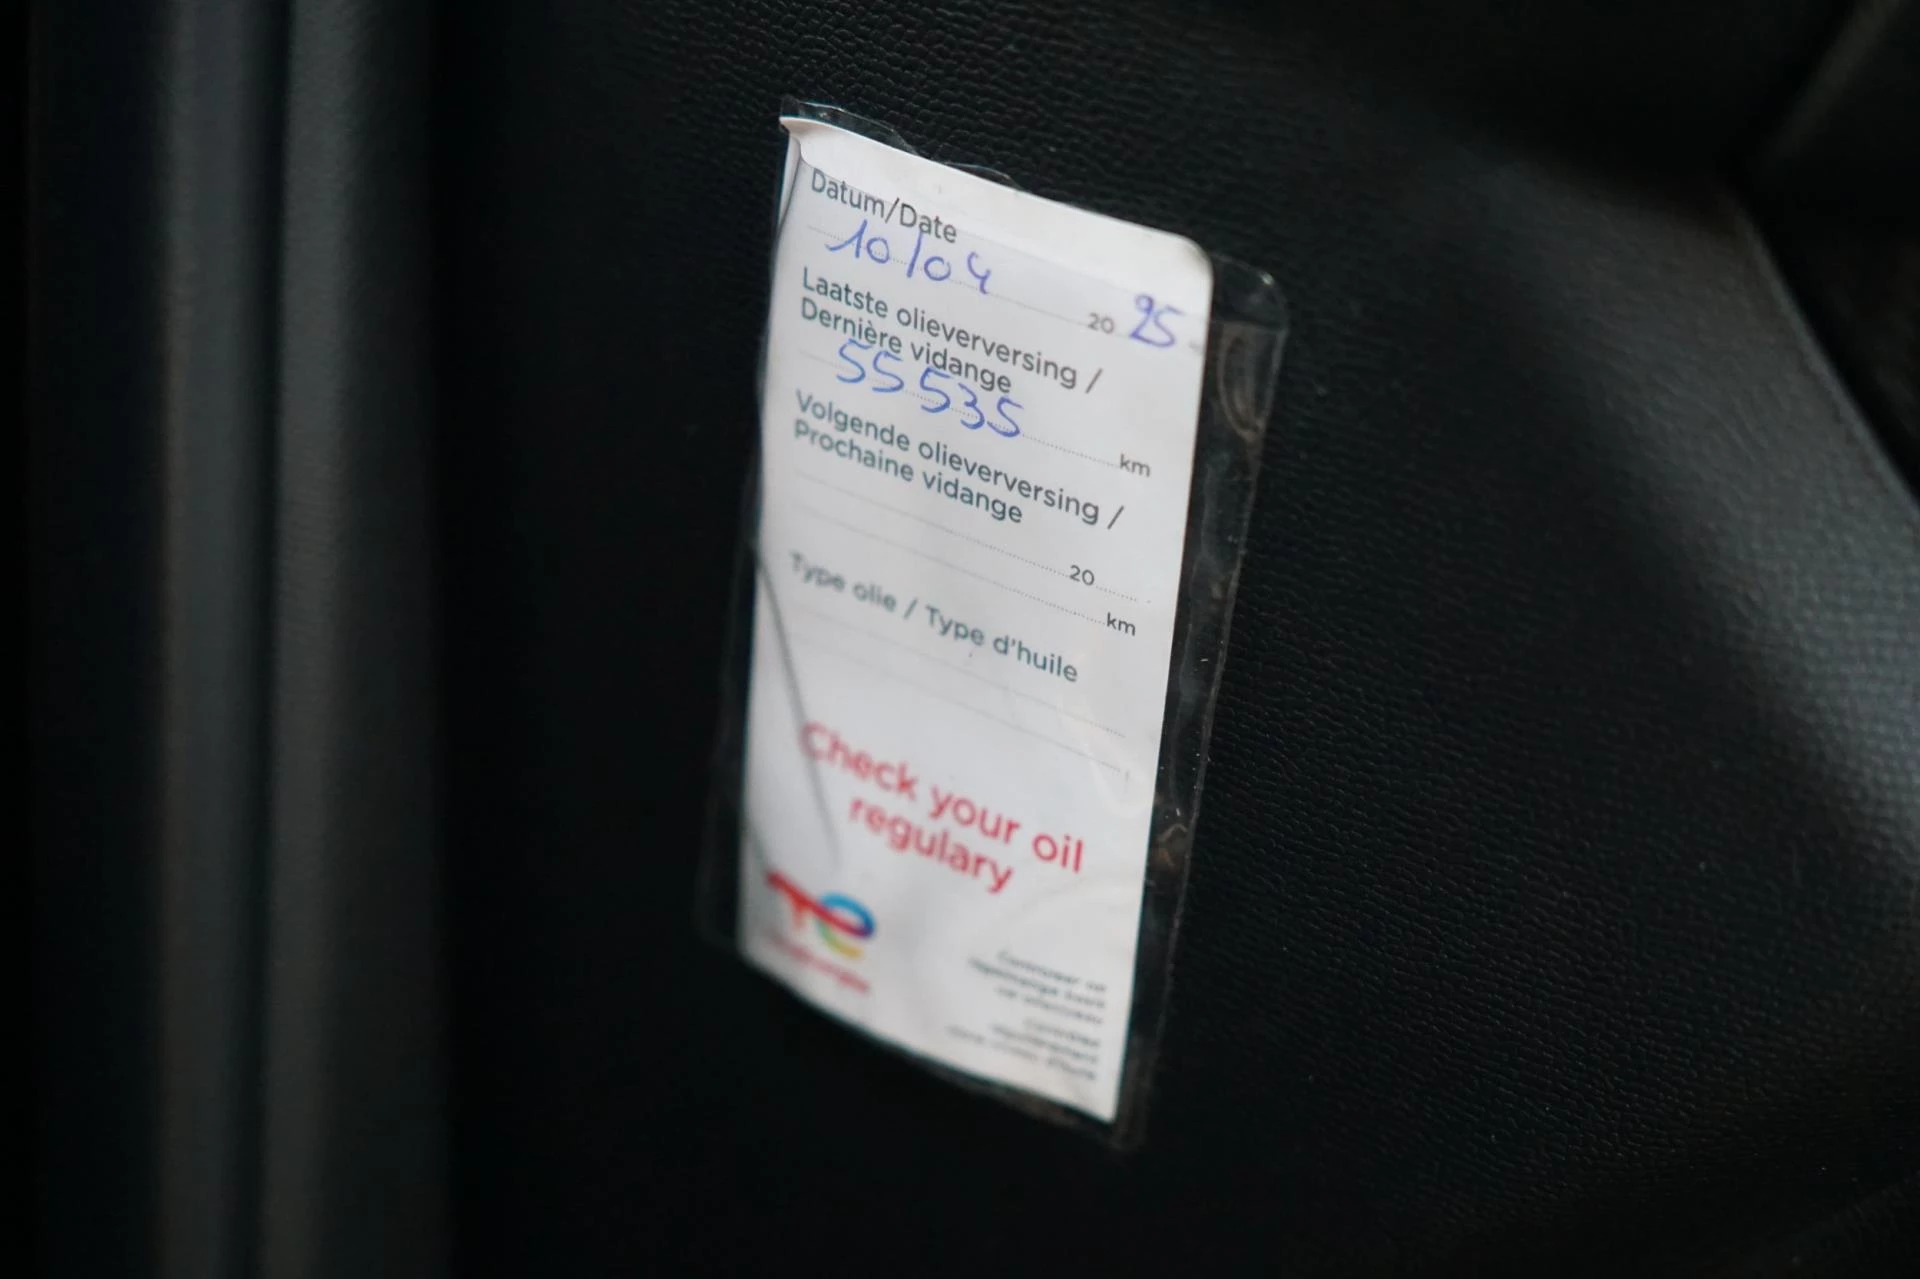 Datum/Date
10/04 20 25
Laatste olieverversing /
Dernière vidange
55535 km
Volgende olieverversing /
Prochaine vidange
20
km
Type olie / Type d'huile
Check your oil
regulary